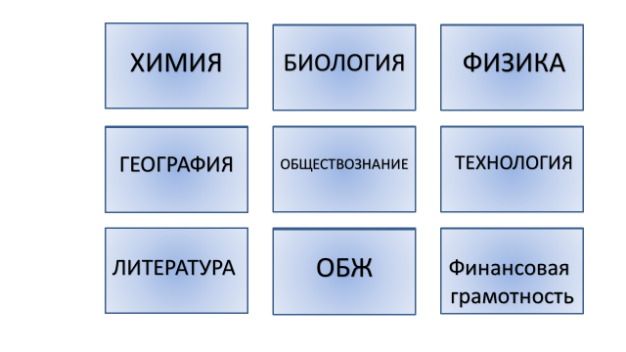 ХИМИЯ
БИОЛОГИЯ
ФИЗИКА
ГЕОГРАФИЯ
ОБЩЕСТВОЗНАНИЕ
ТЕХНОЛОГИЯ
ЛИТЕРАТУРА
ОБЖ
Финансовая
грамотность